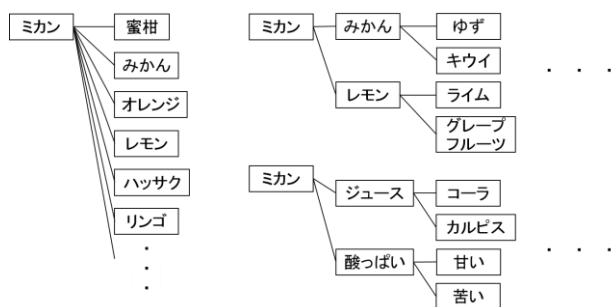 ミカン
蜜柑
みかん
オレンジ
レモン
ハッサク
リンゴ
・
・
・
ミカン
みかん
ゆず
キウイ
レモン
ライム
グレープ
フルーツ
・ ・ ・
ミカン
ジュース
コーラ
カルピス
酸っぱい
甘い
苦い
・ ・ ・